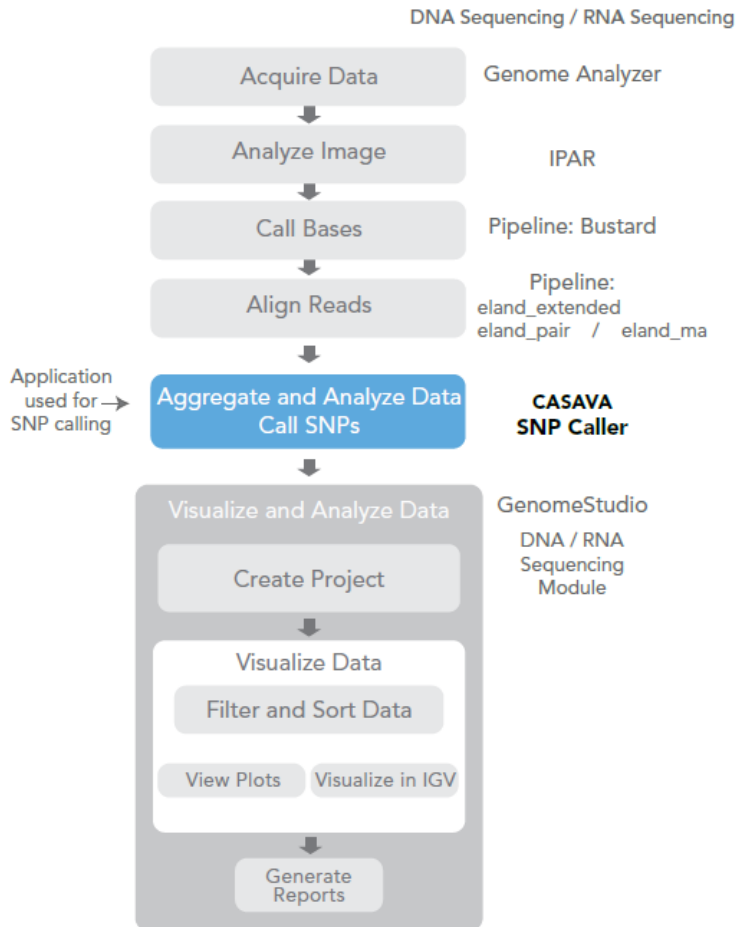 DNA Sequencing / RNA Sequencing
Acquire Data
Genome Analyzer
Analyze Image
IPAR
Call Bases
Pipeline: Bustard
Align Reads
Pipeline:
eland_extended
eland_pair / eland_ma
Application
used for
SNP calling
Aggregate and Analyze Data
Call SNPs
CASAVA
SNP Caller
Visualize and Analyze Data
GenomeStudio
DNA / RNA
Sequencing
Module
Create Project
Visualize Data
Filter and Sort Data
View Plots
Visualize in IGV
Generate
Reports